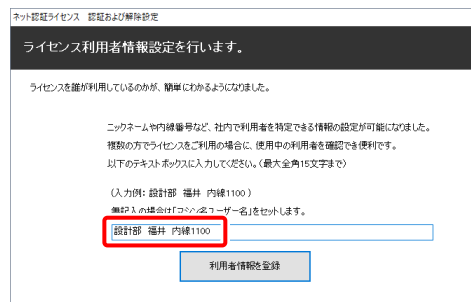 ネット認証ライセンス 認証および解除設定
ライセンス利用者情報設定を行います。
ライセンスを誰が利用しているのかが、簡単にわかるようになりました。
ニックネームや内線番号など、社内で利用者を特定できる情報の設定が可能になりました。
複数の方でライセンスをご利用の場合に、使用中の利用者を確認でき便利です。
以下のテキストボックスに入力してください。(最大全角15文字まで)
(入力例: 設計部 福井 内線1100 )
無記入の場合は「マシン名ユーザー名」をセットします。
設計部 福井 内線1100
利用者情報を登録